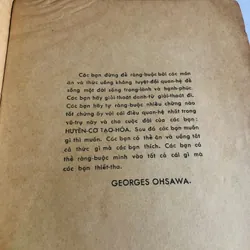 Các bạn đừng để ràng-buộc bởi các món
ăn và thức uống tuyệt-đối quan-hệ để
sống một đời sống trong-lành và hạnh-phúc.
Các bạn hãy giải thoát danh-từ giải-thoát đi.
Các bạn hãy tự ràng-buộc nhiều chừng nào
tốt chừng ấy với cái điều quan-hệ nhất trong
vũ-trụ này và cho cuộc đời của các bạn:
HUYỀN-CƠ TẠO-HÓA. Sau đó các bạn muốn
gì thì muốn. Các bạn có thể ăn và uống tất
cả thức gì mà các bạn thích. Các bạn có
thể ràng-buộc mình vào tất cả cái gì mà
các bạn thiết-tha.
GEORGES OHSAWA.